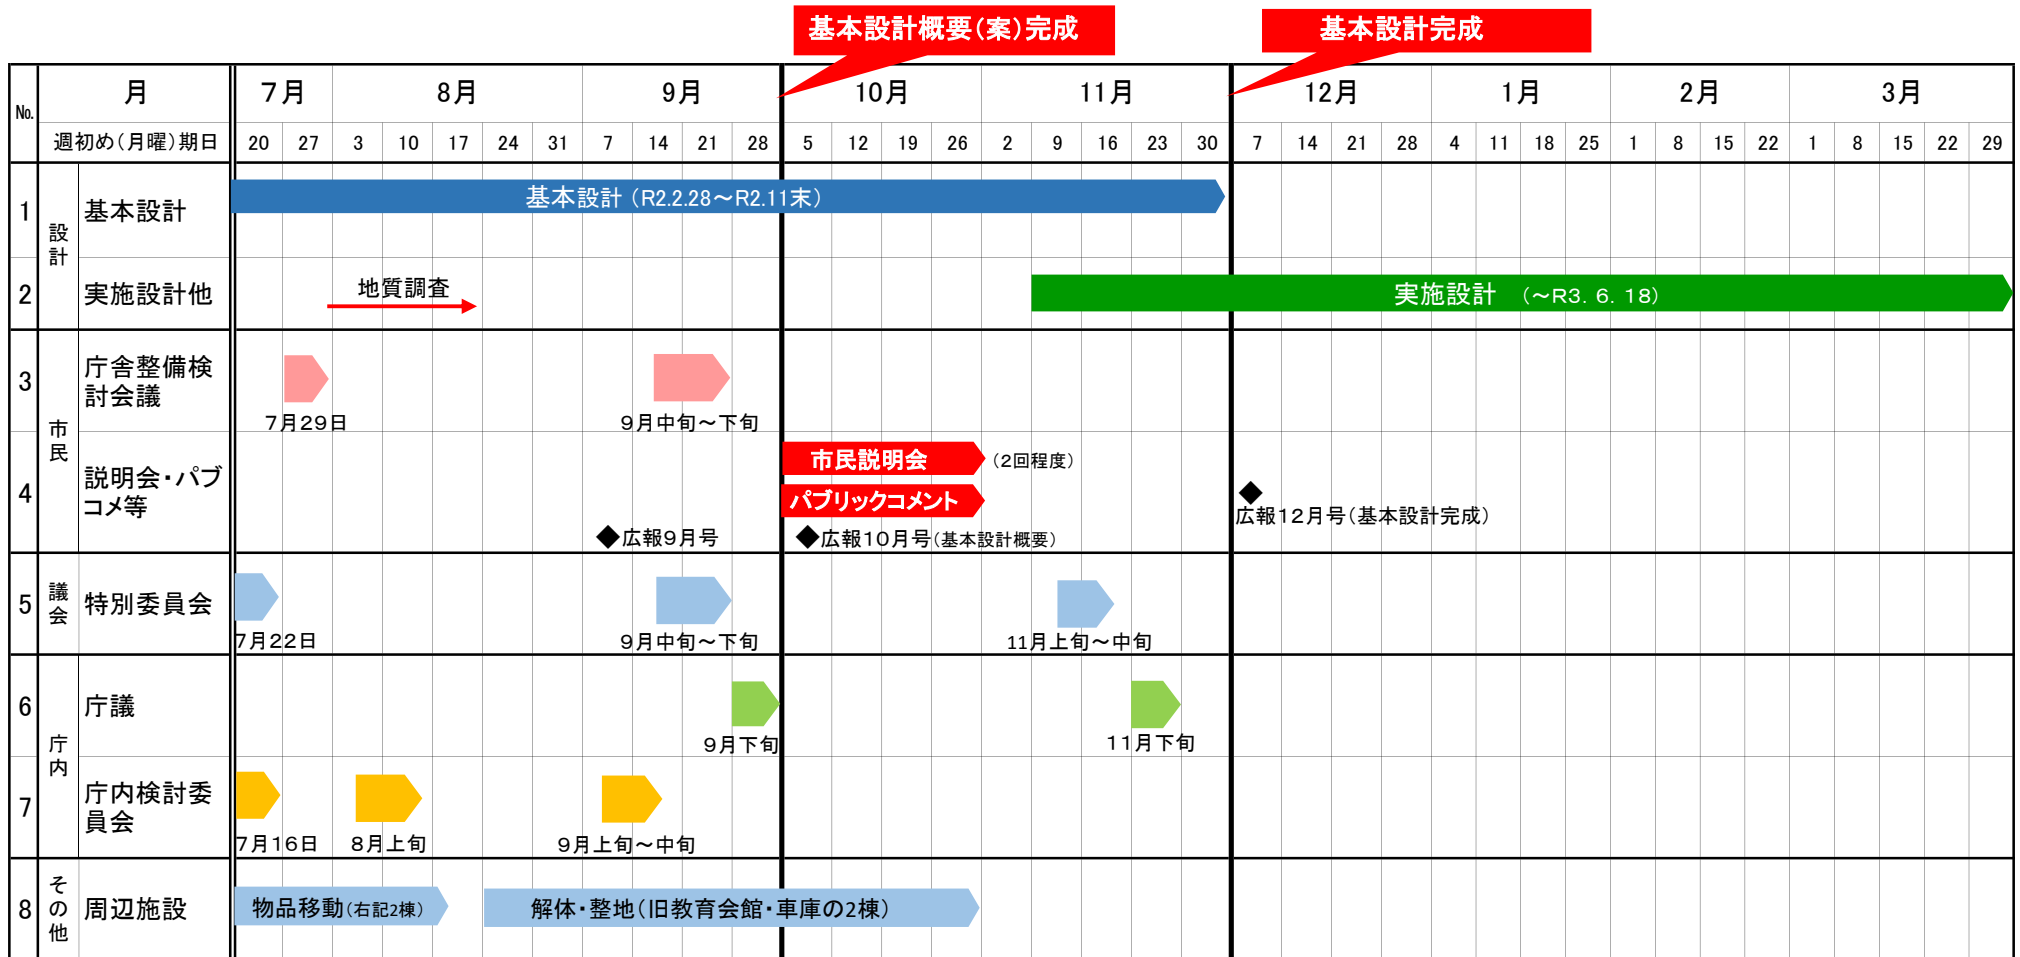 基本設計概要(案)完成
基本設計完成
№
月
7月
8月
9月
10月
11月
12月
1月
2月
3月
週初め(月曜)期日
20 27 3 10 17 24 31 7 14 21 28 5 12 19 26 2 9 16 23 30 7 14 21 28 4 11 18 25 1 8 15 22 1 8 15 22 29
設計
1
基本設計
基本設計(R2.2.28～R2.11末)
2
実施設計他
地質調査
実施設計 (～R3.6.18)
市民
3
庁舎整備検
討会議
7月29日
9月中旬～下旬
4
説明会・パブ
コメ等
市民説明会
(2回程度)
パブリックコメント
◆広報9月号
◆広報10月号(基本設計概要)
◆
広報12月号(基本設計完成)
議会
5
特別委員会
7月22日
9月中旬～下旬
11月上旬～中旬
庁内
6
庁議
9月下旬
11月下旬
7
庁内検討委
員会
7月16日
8月上旬
9月上旬～中旬
その他
8
周辺施設
物品移動(右記2棟)
解体・整地(旧教育会館・車庫の2棟)